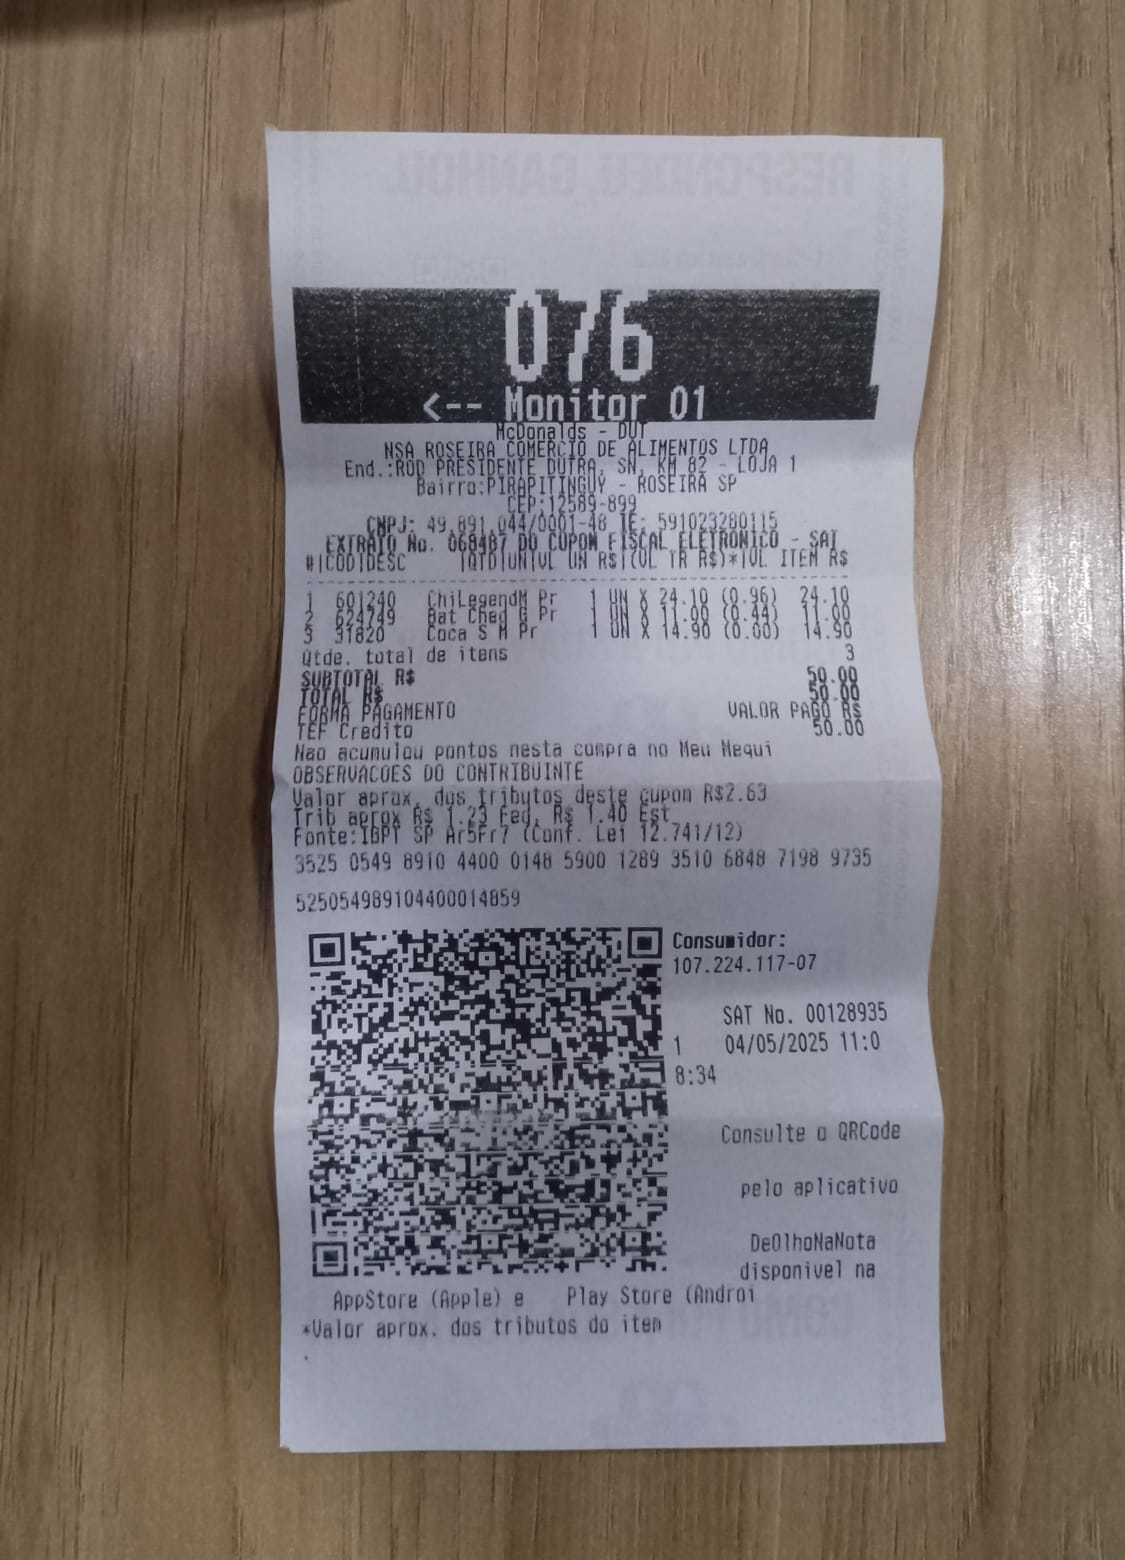 076
<-- Monitor 01
McDonalds - DUT
NSA ROSEIRA COMERCIO DE ALIMENTOS LTDA
End.:ROD PRESIDENTE DUTRA, SN, KM 82 - LOJA 1
Bairro:PIRAPITINGUY - ROSEIRA SP
CEP:12589-899
CNPJ: 49.891.044/0001-48 IE: 591023280115
EXTRATO No. 068487 DO CUPOM FISCAL ELETRONICO - SAT
#|COD|DESC |QTD|UN|VL UN R$|(VL TR R$)*|VL ITEM R$
1 601240 ChiLegendM Pr 1 UN X 24.10 (0.96) 24.10
2 624749 Bat Ched G Pr 1 UN X 11.00 (0.44) 11.00
3 31820 Coca S M Pr 1 UN X 14.90 14.90
Qtde. total de itens 3
SUBTOTAL R$ 50.00
TOTAL R$ 50.00
FORMA PAGAMENTO VALOR PAGO R$
TEF Credito 50.00
Nao acumulou pontos nesta compra no Meu Mequi
OBSERVACOES DO CONTRIBUINTE
Valor aprox. dos tributos deste cupom R$2.63
Trib aprox R$ 1.23 Fed, R$ 1.40 Est
Fonte:IBPT SP Ar5Fr7 (Conf. Lei 12.741/12)
3525 0549 8910 4400 0148 5900 1289 3510 6848 7198 9735
525054989104400014859
Consumidor:
107.224.117-07
SAT No. 00128935
1 04/05/2025 11:0
8:34
Consulte o QRCode
pelo aplicativo
DeOlhoNaNota
disponivel na
AppStore (Apple) e Play Store (Androi
*Valor aprox. dos tributos do item